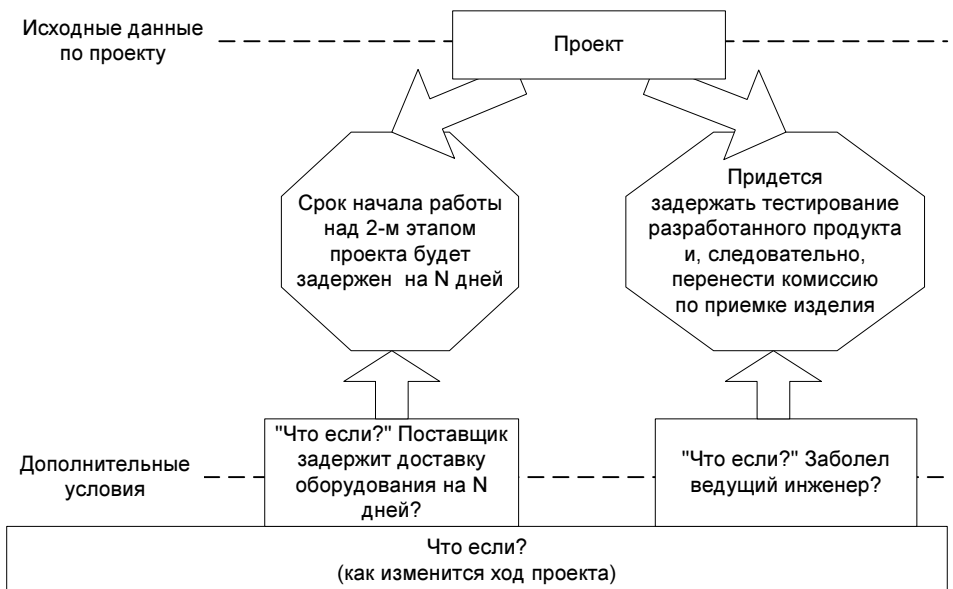 Исходные данные
по проекту
Проект
Срок начала работы
над 2-м этапом
проекта будет
задержен на N дней
Придется
задержать тестирование
разработанного продукта
и, следовательно,
перенести комиссию
по приемке изделия
Дополнительные
условия
"Что если?" Поставщик
задержит доставку
оборудования на N
дней?
"Что если?" Заболел
ведущий инженер?
Что если?
(как изменится ход проекта)